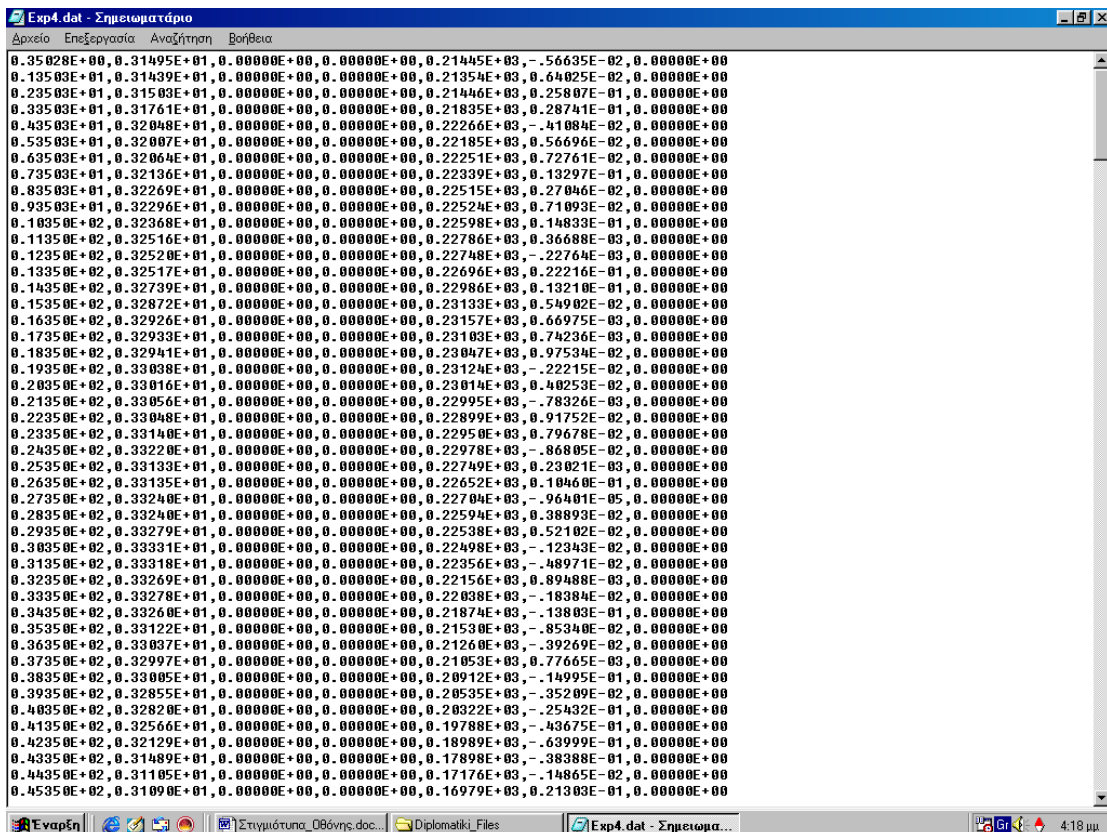 Exp4.dat - Σημειωματάριο
Αρχείο Επεξεργασία Αναζήτηση Βοήθεια
0.35028E+00,0.31495E+01,0.00000E+00,0.00000E+00,0.21445E+03,-.56635E-02,0.00000E+00
0.13503E+01,0.31439E+01,0.00000E+00,0.00000E+00,0.21354E+03,0.64025E-02,0.00000E+00
0.23503E+01,0.31503E+01,0.00000E+00,0.00000E+00,0.21446E+03,0.25807E-01,0.00000E+00
0.33503E+01,0.31761E+01,0.00000E+00,0.00000E+00,0.21835E+03,0.28741E-01,0.00000E+00
0.43503E+01,0.32048E+01,0.00000E+00,0.00000E+00,0.22266E+03,-.41084E-02,0.00000E+00
0.53503E+01,0.32007E+01,0.00000E+00,0.00000E+00,0.22185E+03,0.56696E-02,0.00000E+00
0.63503E+01,0.32064E+01,0.00000E+00,0.00000E+00,0.22251E+03,0.72761E-02,0.00000E+00
0.73503E+01,0.32136E+01,0.00000E+00,0.00000E+00,0.22339E+03,0.13297E-01,0.00000E+00
0.83503E+01,0.32269E+01,0.00000E+00,0.00000E+00,0.22515E+03,0.27046E-02,0.00000E+00
0.93503E+01,0.32296E+01,0.00000E+00,0.00000E+00,0.22524E+03,0.71093E-02,0.00000E+00
0.10350E+02,0.32368E+01,0.00000E+00,0.00000E+00,0.22598E+03,0.14833E-01,0.00000E+00
0.11350E+02,0.32516E+01,0.00000E+00,0.00000E+00,0.22786E+03,0.36688E-03,0.00000E+00
0.12350E+02,0.32520E+01,0.00000E+00,0.00000E+00,0.22748E+03,-.22764E-03,0.00000E+00
0.13350E+02,0.32517E+01,0.00000E+00,0.00000E+00,0.22696E+03,0.22216E-01,0.00000E+00
0.14350E+02,0.32739E+01,0.00000E+00,0.00000E+00,0.22986E+03,0.13210E-01,0.00000E+00
0.15350E+02,0.32872E+01,0.00000E+00,0.00000E+00,0.23133E+03,0.54902E-02,0.00000E+00
0.16350E+02,0.32926E+01,0.00000E+00,0.00000E+00,0.23157E+03,0.66975E-03,0.00000E+00
0.17350E+02,0.32933E+01,0.00000E+00,0.00000E+00,0.23103E+03,0.74236E-03,0.00000E+00
0.18350E+02,0.32941E+01,0.00000E+00,0.00000E+00,0.23047E+03,0.97534E-02,0.00000E+00
0.19350E+02,0.33038E+01,0.00000E+00,0.00000E+00,0.23124E+03,-.22215E-02,0.00000E+00
0.20350E+02,0.33016E+01,0.00000E+00,0.00000E+00,0.23014E+03,0.40253E-02,0.00000E+00
0.21350E+02,0.33056E+01,0.00000E+00,0.00000E+00,0.22995E+03,-.78326E-03,0.00000E+00
0.22350E+02,0.33048E+01,0.00000E+00,0.00000E+00,0.22899E+03,0.91752E-02,0.00000E+00
0.23350E+02,0.33140E+01,0.00000E+00,0.00000E+00,0.22950E+03,0.79678E-02,0.00000E+00
0.24350E+02,0.33220E+01,0.00000E+00,0.00000E+00,0.22978E+03,-.86805E-02,0.00000E+00
0.25350E+02,0.33133E+01,0.00000E+00,0.00000E+00,0.22749E+03,0.23021E-03,0.00000E+00
0.26350E+02,0.33135E+01,0.00000E+00,0.00000E+00,0.22652E+03,0.10460E-01,0.00000E+00
0.27350E+02,0.33240E+01,0.00000E+00,0.00000E+00,0.22704E+03,-.96401E-05,0.00000E+00
0.28350E+02,0.33240E+01,0.00000E+00,0.00000E+00,0.22594E+03,0.38893E-02,0.00000E+00
0.29350E+02,0.33279E+01,0.00000E+00,0.00000E+00,0.22538E+03,0.52102E-02,0.00000E+00
0.30350E+02,0.33331E+01,0.00000E+00,0.00000E+00,0.22498E+03,-.12343E-02,0.00000E+00
0.31350E+02,0.33318E+01,0.00000E+00,0.00000E+00,0.22356E+03,-.48971E-02,0.00000E+00
0.32350E+02,0.33269E+01,0.00000E+00,0.00000E+00,0.22156E+03,0.89488E-03,0.00000E+00
0.33350E+02,0.33278E+01,0.00000E+00,0.00000E+00,0.22038E+03,-.18384E-02,0.00000E+00
0.34350E+02,0.33260E+01,0.00000E+00,0.00000E+00,0.21874E+03,-.13803E-01,0.00000E+00
0.35350E+02,0.33122E+01,0.00000E+00,0.00000E+00,0.21530E+03,-.85340E-02,0.00000E+00
0.36350E+02,0.33037E+01,0.00000E+00,0.00000E+00,0.21260E+03,-.39269E-02,0.00000E+00
0.37350E+02,0.32997E+01,0.00000E+00,0.00000E+00,0.21053E+03,0.77665E-03,0.00000E+00
0.38350E+02,0.33005E+01,0.00000E+00,0.00000E+00,0.20912E+03,-.14995E-01,0.00000E+00
0.39350E+02,0.32855E+01,0.00000E+00,0.00000E+00,0.20535E+03,-.35209E-02,0.00000E+00
0.40350E+02,0.32820E+01,0.00000E+00,0.00000E+00,0.20322E+03,-.25432E-01,0.00000E+00
0.41350E+02,0.32566E+01,0.00000E+00,0.00000E+00,0.19788E+03,-.43675E-01,0.00000E+00
0.42350E+02,0.32129E+01,0.00000E+00,0.00000E+00,0.18989E+03,-.63999E-01,0.00000E+00
0.43350E+02,0.31489E+01,0.00000E+00,0.00000E+00,0.17898E+03,-.38388E-01,0.00000E+00
0.44350E+02,0.31105E+01,0.00000E+00,0.00000E+00,0.17176E+03,-.14865E-02,0.00000E+00
0.45350E+02,0.31090E+01,0.00000E+00,0.00000E+00,0.16979E+03,0.21303E-01,0.00000E+00
Έναρξη Στιγμιότυπα_Οθόνης.doc... Diplomatiki_Files Exp4.dat - Σημειωμα... Gr 4:18 μμ